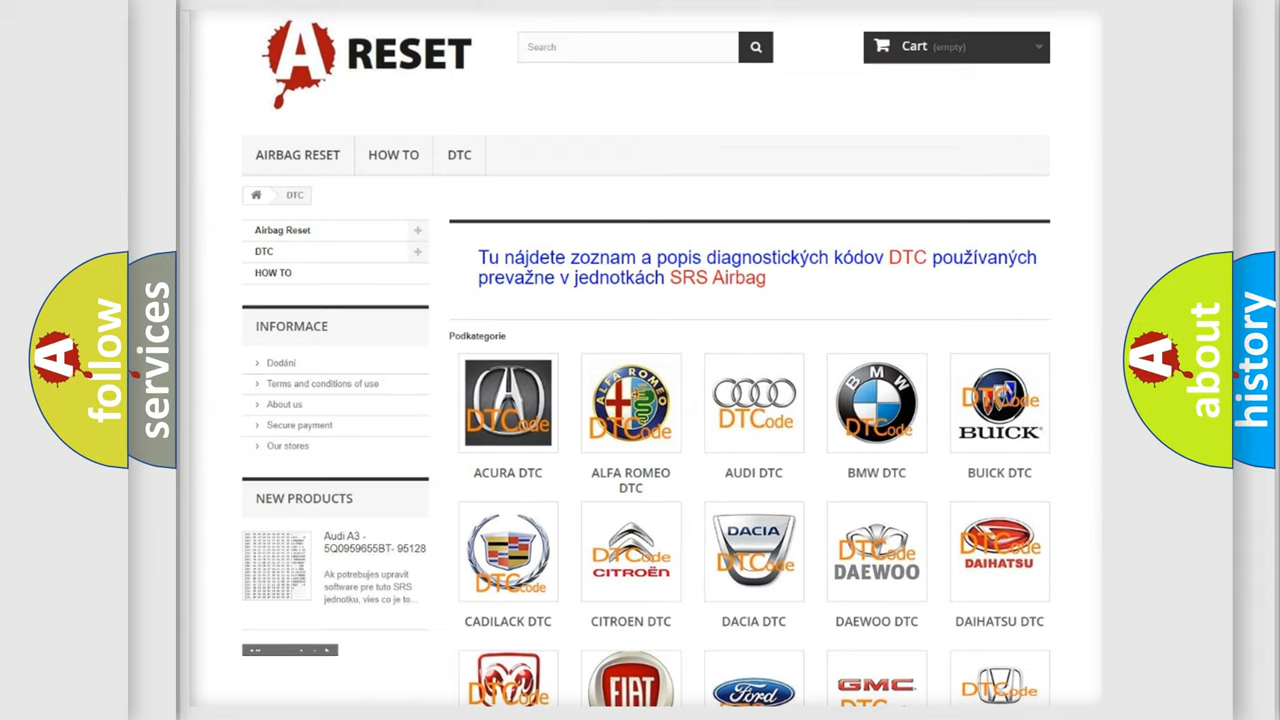 A RESET
Search
Cart (empty)
AIRBAG RESET
HOW TO
DTC
DTC
Airbag Reset
DTC
HOW TO
Tu nájdete zoznam a popis diagnostických kódov DTC používaných
prevažne v jednotkách SRS Airbag
INFORMACE
Dodání
Terms and conditions of use
About us
Secure payment
Our stores
NEW PRODUCTS
Audi A3 -
5Q0959655BT- 95128
Ak potrebujes upravit
software pre tuto SRS
jednotku, vies co je to...
Podkategorie
DTCode
ALFA ROMEO
DTCode
DTCode
BMW
DTCode
DTCode
BUICK
ACURA DTC
ALFA ROMEO
DTC
AUDI DTC
BMW DTC
BUICK DTC
DTCode
DTCode
CITROËN
DACIA
DTCode
DTCode
DAEWOO
DTCode
DAIHATSU
CADILACK DTC
CITROEN DTC
DACIA DTC
DAEWOO DTC
DAIHATSU DTC
DTCode
FIAT
Ford
GMC
DTCode
A follow
services
A about
history